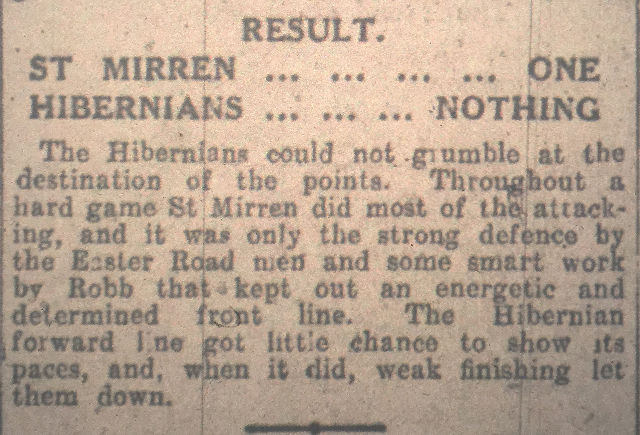 RESULT.
ST MIRREN ... ... ... ... ONE
HIBERNIANS ... ... ... NOTHING
The Hibernians could not grumble at the
destination of the points. Throughout a
hard game St Mirren did most of the attack-
ing, and it was only the strong defence by
the Easter Road men and some smart work
by Robb that kept out an energetic and
determined front line. The Hibernian
forward line got little chance to show its
paces, and, when it did, weak finishing let
them down.